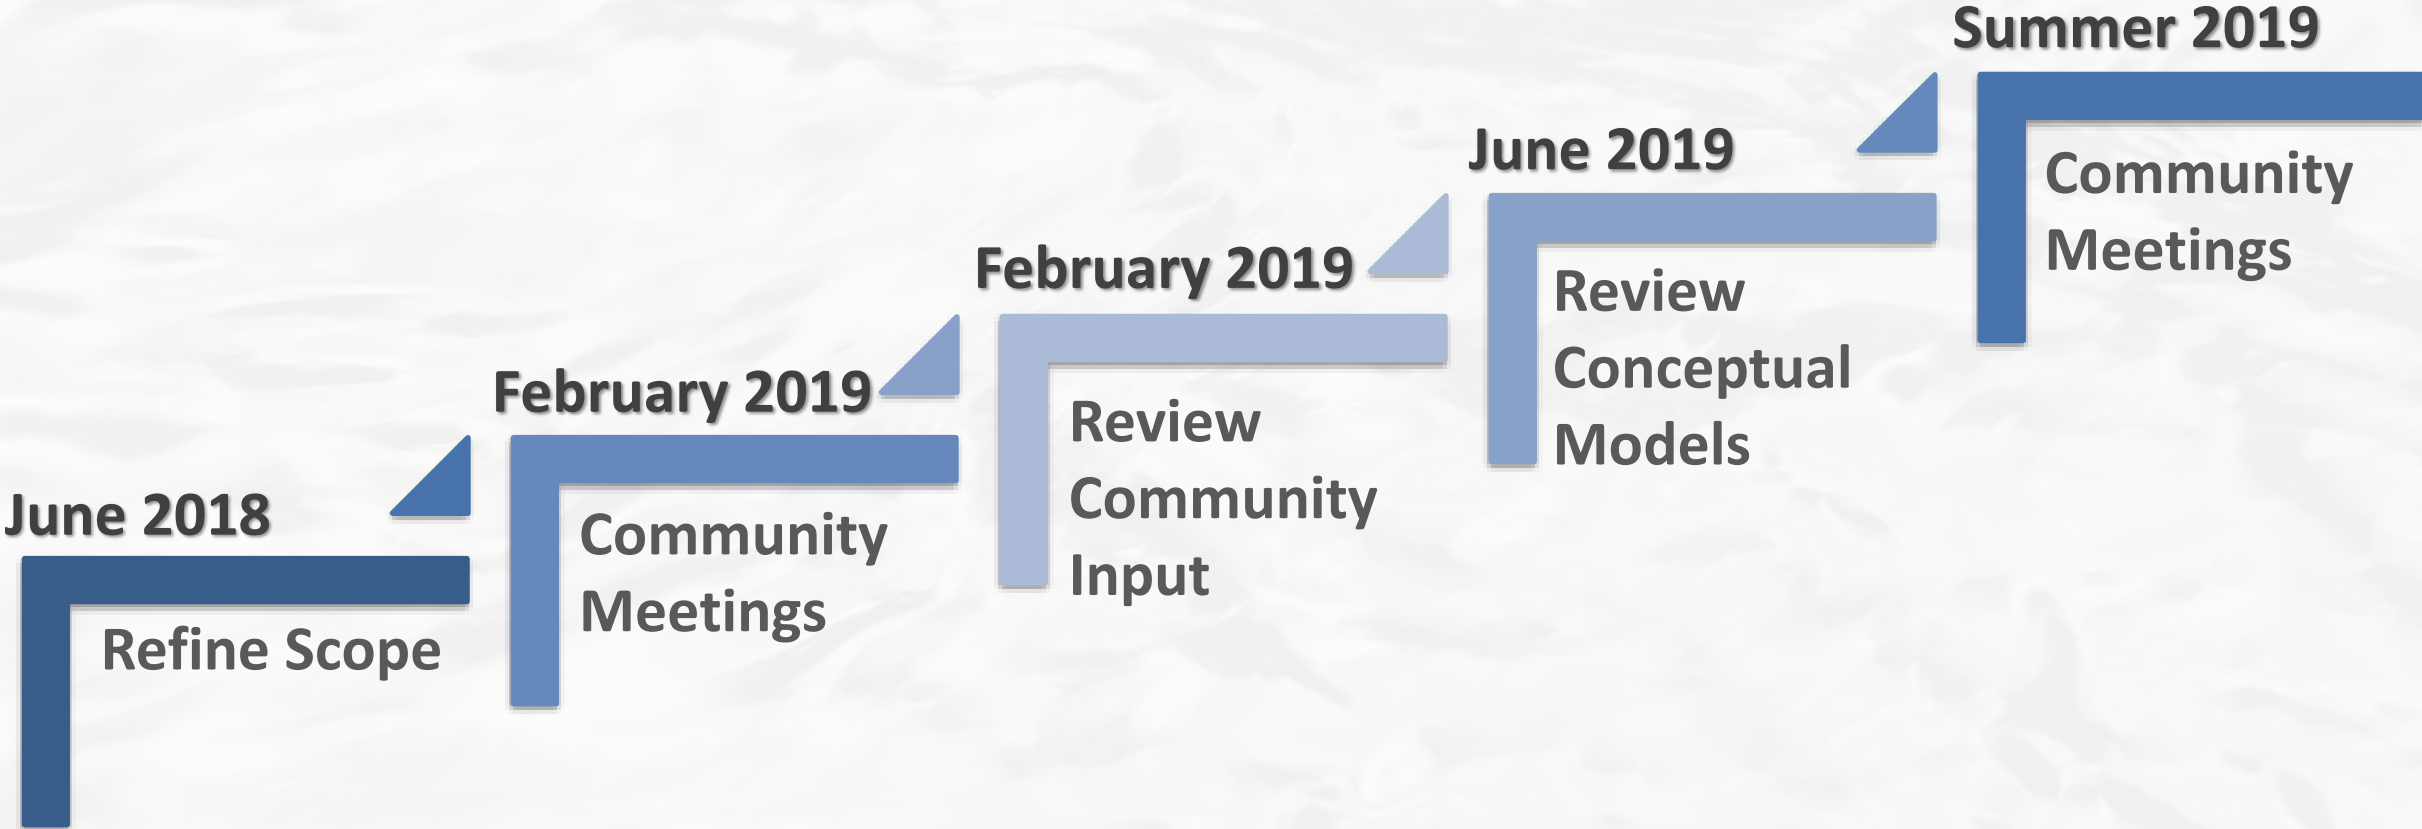 June 2018
Refine Scope
February 2019
Community
Meetings
February 2019
Review
Community
Input
June 2019
Review
Conceptual
Models
Summer 2019
Community
Meetings